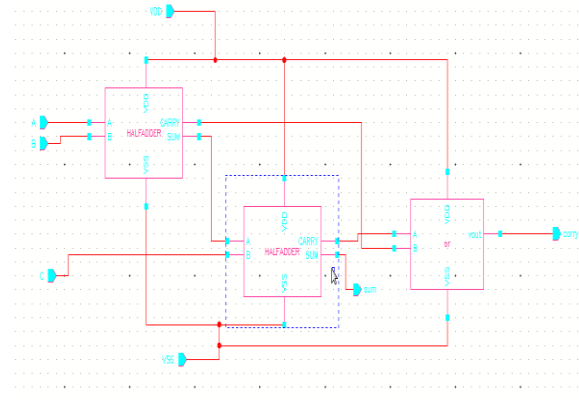 VDD
VDD
A
A
CARRY
HALFADDER
B
B
SUM
VSS
VDD
VDD
A
CARRY
A
vout
carry
HALFADDER
or
C
B
SUM
B
VSS
VSS
sum
VSS